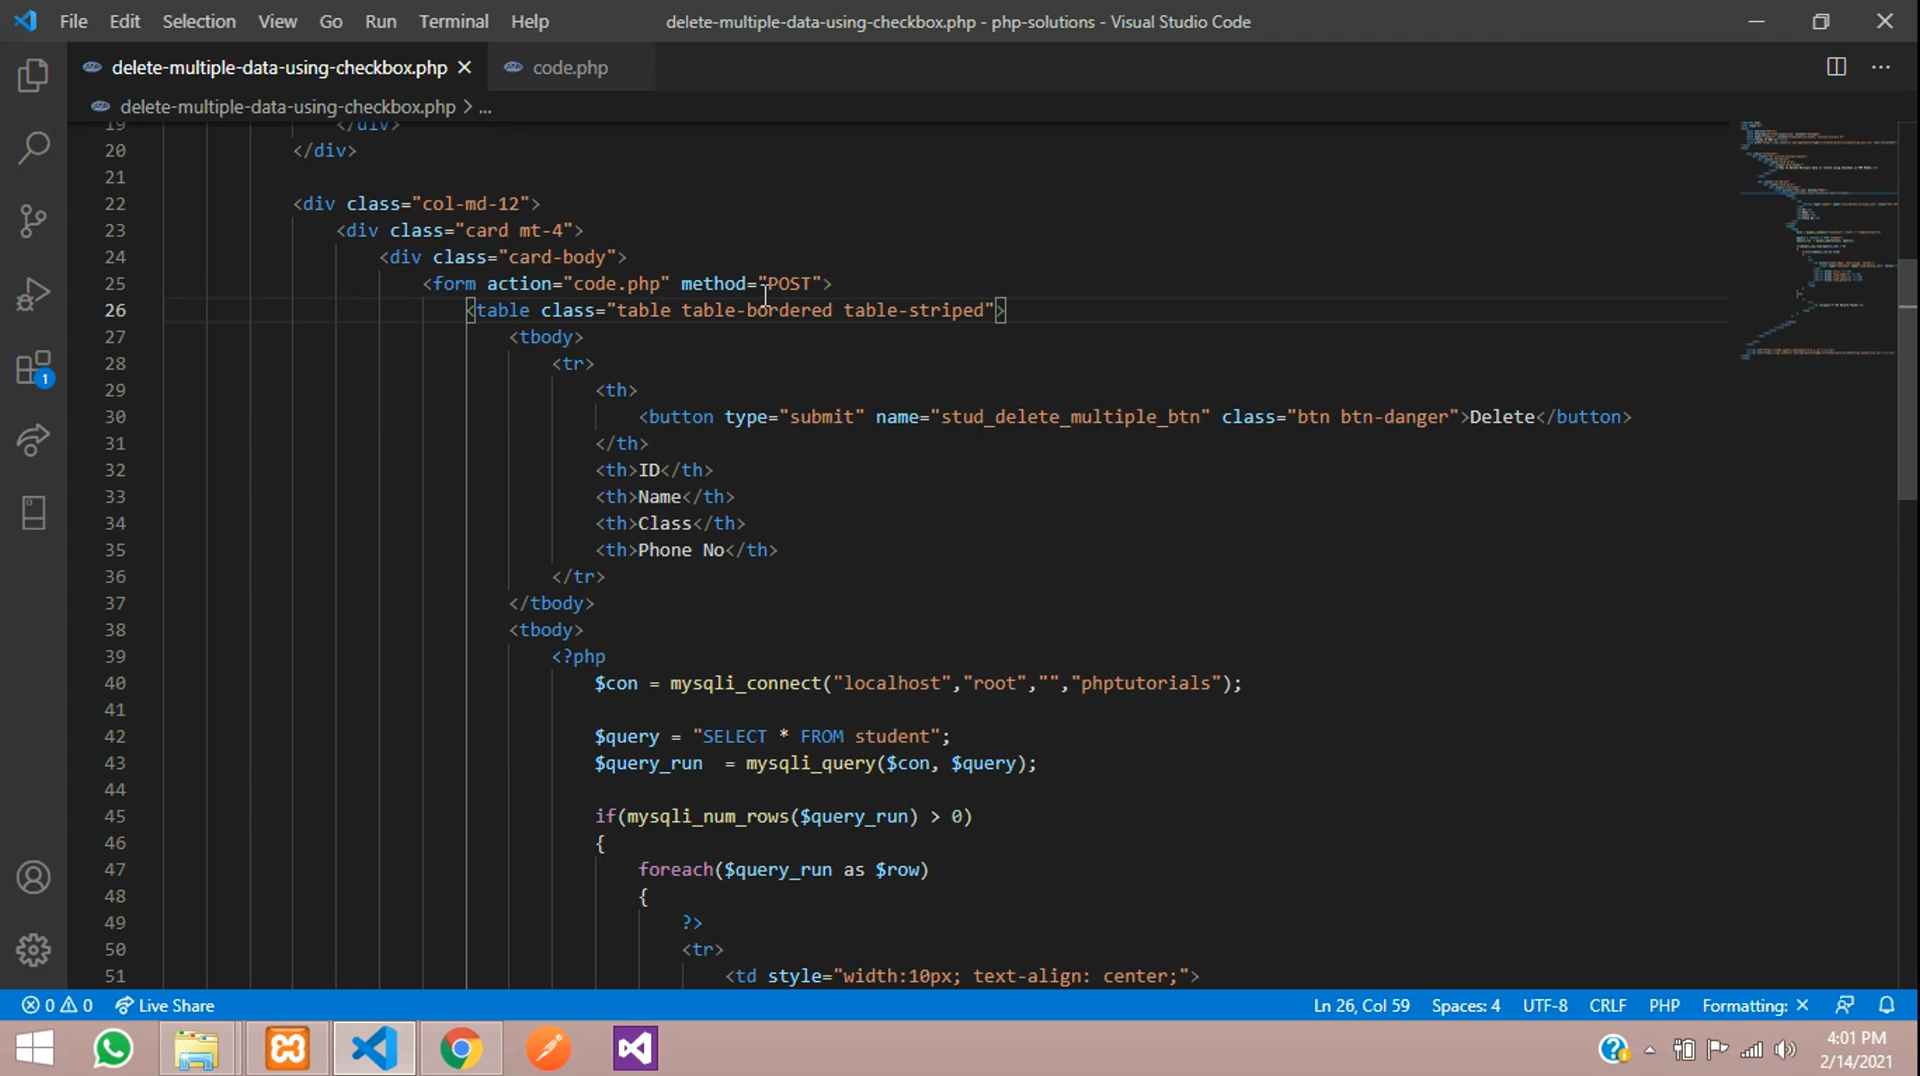 File Edit Selection View Go Run Terminal Help delete-multiple-data-using-checkbox.php - php-solutions - Visual Studio Code
delete-multiple-data-using-checkbox.php code.php
delete-multiple-data-using-checkbox.php > ...
19 </div>
20 </div>
21
22 <div class="col-md-12">
23 <div class="card mt-4">
24 <div class="card-body">
25 <form action="code.php" method="POST">
26 <table class="table table-bordered table-striped">
27 <tbody>
28 <tr>
29 <th>
30 <button type="submit" name="stud_delete_multiple_btn" class="btn btn-danger">Delete</button>
31 </th>
32 <th>ID</th>
33 <th>Name</th>
34 <th>Class</th>
35 <th>Phone No</th>
36 </tr>
37 </tbody>
38 <tbody>
39 <?php
40 $con = mysqli_connect("localhost","root","","phptutorials");
41
42 $query = "SELECT * FROM student";
43 $query_run  = mysqli_query($con, $query);
44
45 if(mysqli_num_rows($query_run) > 0)
46 {
47 foreach($query_run as $row)
48 {
49 ?>
50 <tr>
51 <td style="width:10px; text-align: center;">
1
0 0 Live Share Ln 26, Col 59 Spaces: 4 UTF-8 CRLF PHP Formatting: ×
4:01 PM
2/14/2021